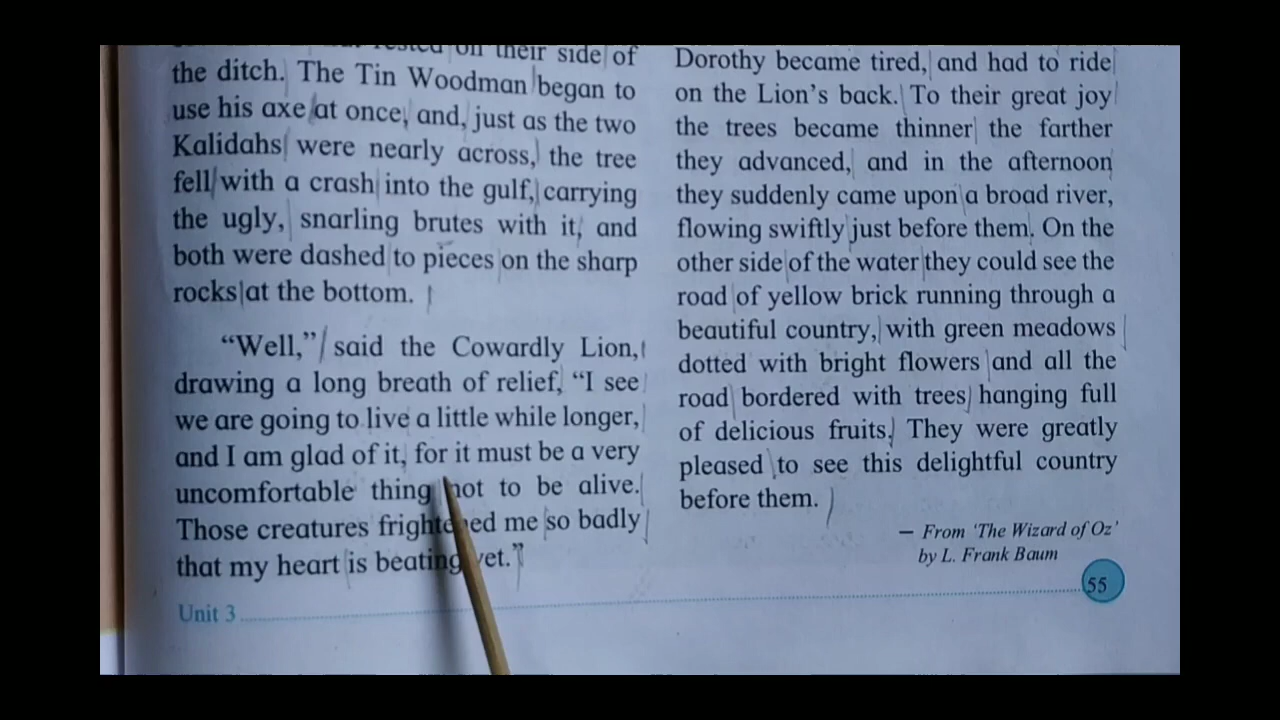 rested on their side of
the ditch. The Tin Woodman began to
use his axe at once, and, just as the two
Kalidahs were nearly across, the tree
fell with a crash into the gulf, carrying
the ugly, snarling brutes with it, and
both were dashed to pieces on the sharp
rocks at the bottom.
“Well,” said the Cowardly Lion,
drawing a long breath of relief, “I see
we are going to live a little while longer,
and I am glad of it, for it must be a very
uncomfortable thing not to be alive.
Those creatures frightened me so badly
that my heart is beating yet.”
Dorothy became tired, and had to ride
on the Lion’s back. To their great joy
the trees became thinner the farther
they advanced, and in the afternoon
they suddenly came upon a broad river,
flowing swiftly just before them. On the
other side of the water they could see the
road of yellow brick running through a
beautiful country, with green meadows
dotted with bright flowers and all the
road bordered with trees hanging full
of delicious fruits. They were greatly
pleased to see this delightful country
before them.
– From ‘The Wizard of Oz’
by L. Frank Baum
Unit 3
55